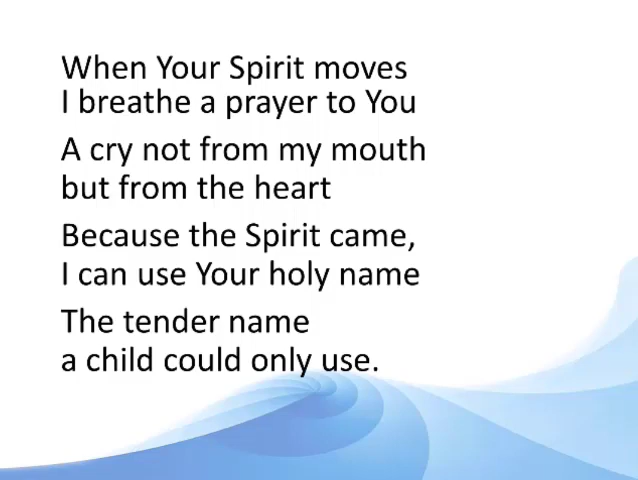 When Your Spirit moves
I breathe a prayer to You
A cry not from my mouth
but from the heart
Because the Spirit came,
I can use Your holy name
The tender name
a child could only use.